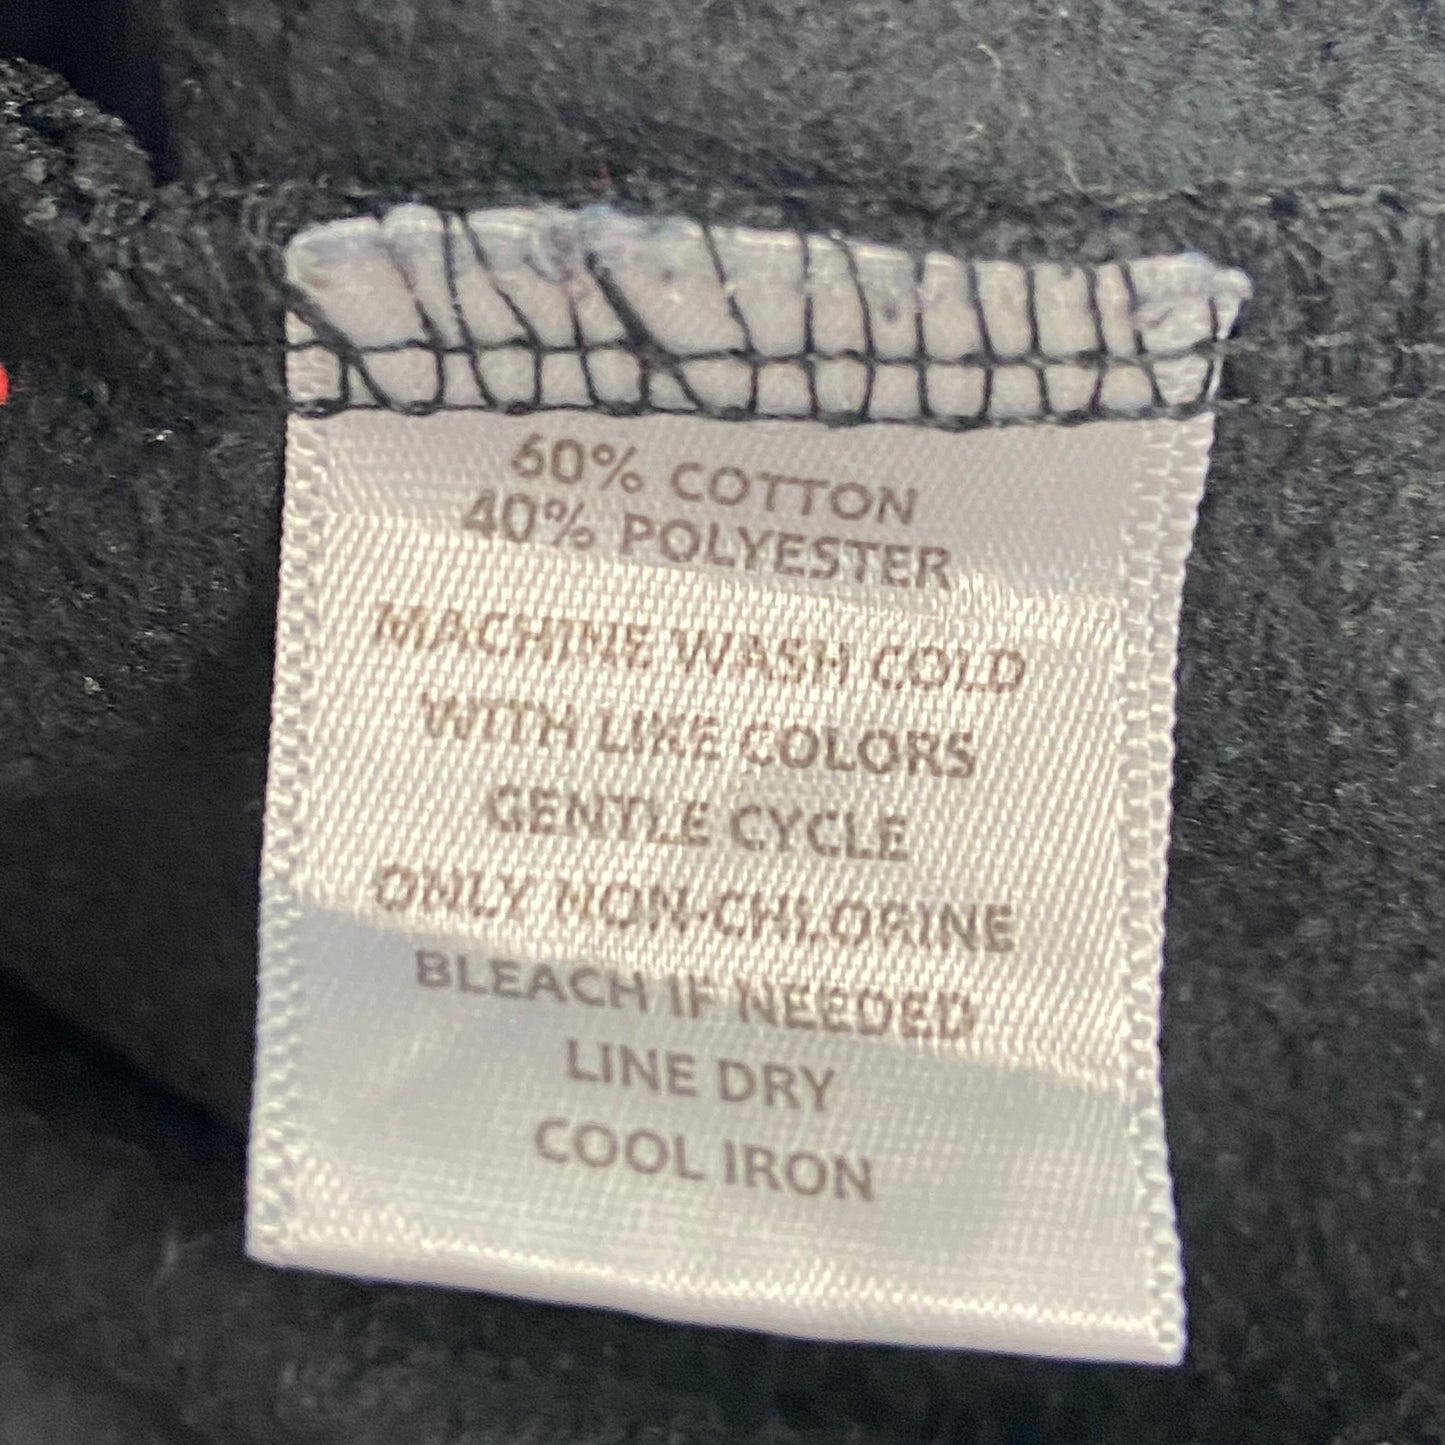 60% COTTON
40% POLYESTER
MACHINE WASH COLD
WITH LIKE COLORS
GENTLE CYCLE
ONLY NON-CHLORINE
BLEACH IF NEEDED
LINE DRY
COOL IRON